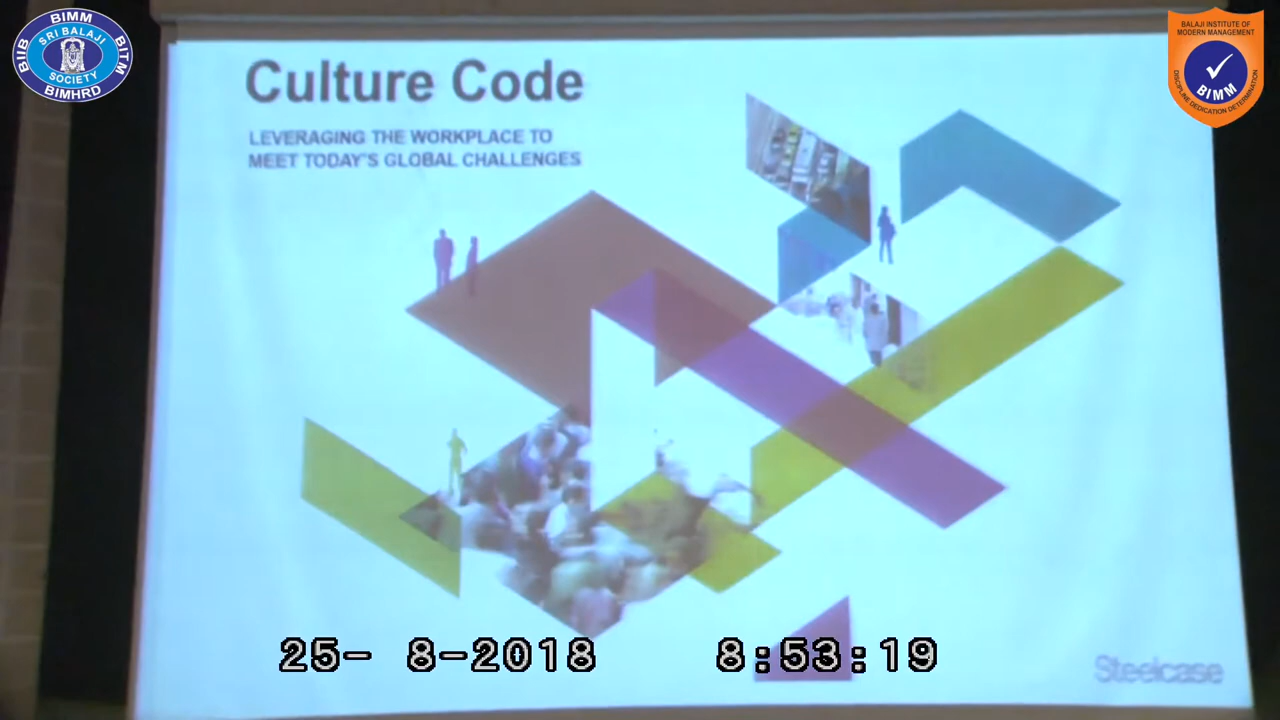 BIMM
BIIB
SRI BALAJI
SOCIETY
BITM
BIMHRD
BALAJI INSTITUTE OF
MODERN MANAGEMENT
BIMM
DISCIPLINE DEDICATION DETERMINATION
Culture Code
LEVERAGING THE WORKPLACE TO
MEET TODAY'S GLOBAL CHALLENGES
25- 8-2018 8:53:19
Steelcase